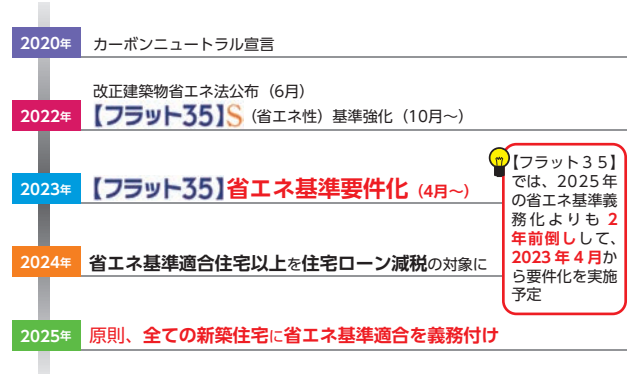 2020年 カーボンニュートラル宣言
改正建築物省エネ法公布（6月）
2022年 【フラット35】S（省エネ性）基準強化（10月～）
2023年 【フラット35】省エネ基準要件化（4月～）
【フラット３５】
では、2025年
の省エネ基準義
務化よりも 2
年前倒しして、
2023年4月か
ら要件化を実施
予定
2024年 省エネ基準適合住宅以上を住宅ローン減税の対象に
2025年 原則、全ての新築住宅に省エネ基準適合を義務付け